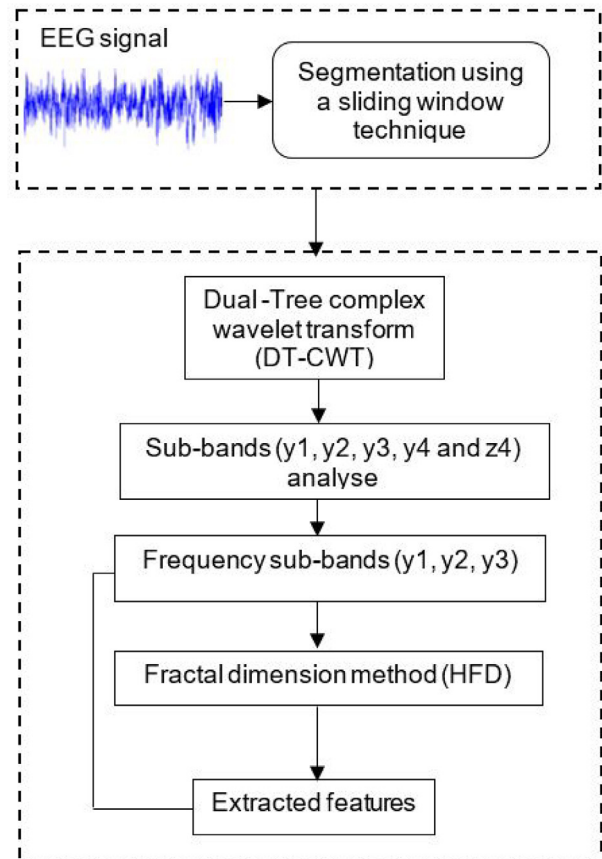 EEG signal
Segmentation using
a sliding window
technique
Dual -Tree complex
wavelet transform
(DT-CWT)
Sub-bands (y1, y2, y3, y4 and z4)
analyse
Frequency sub-bands (y1, y2, y3)
Fractal dimension method (HFD)
Extracted features